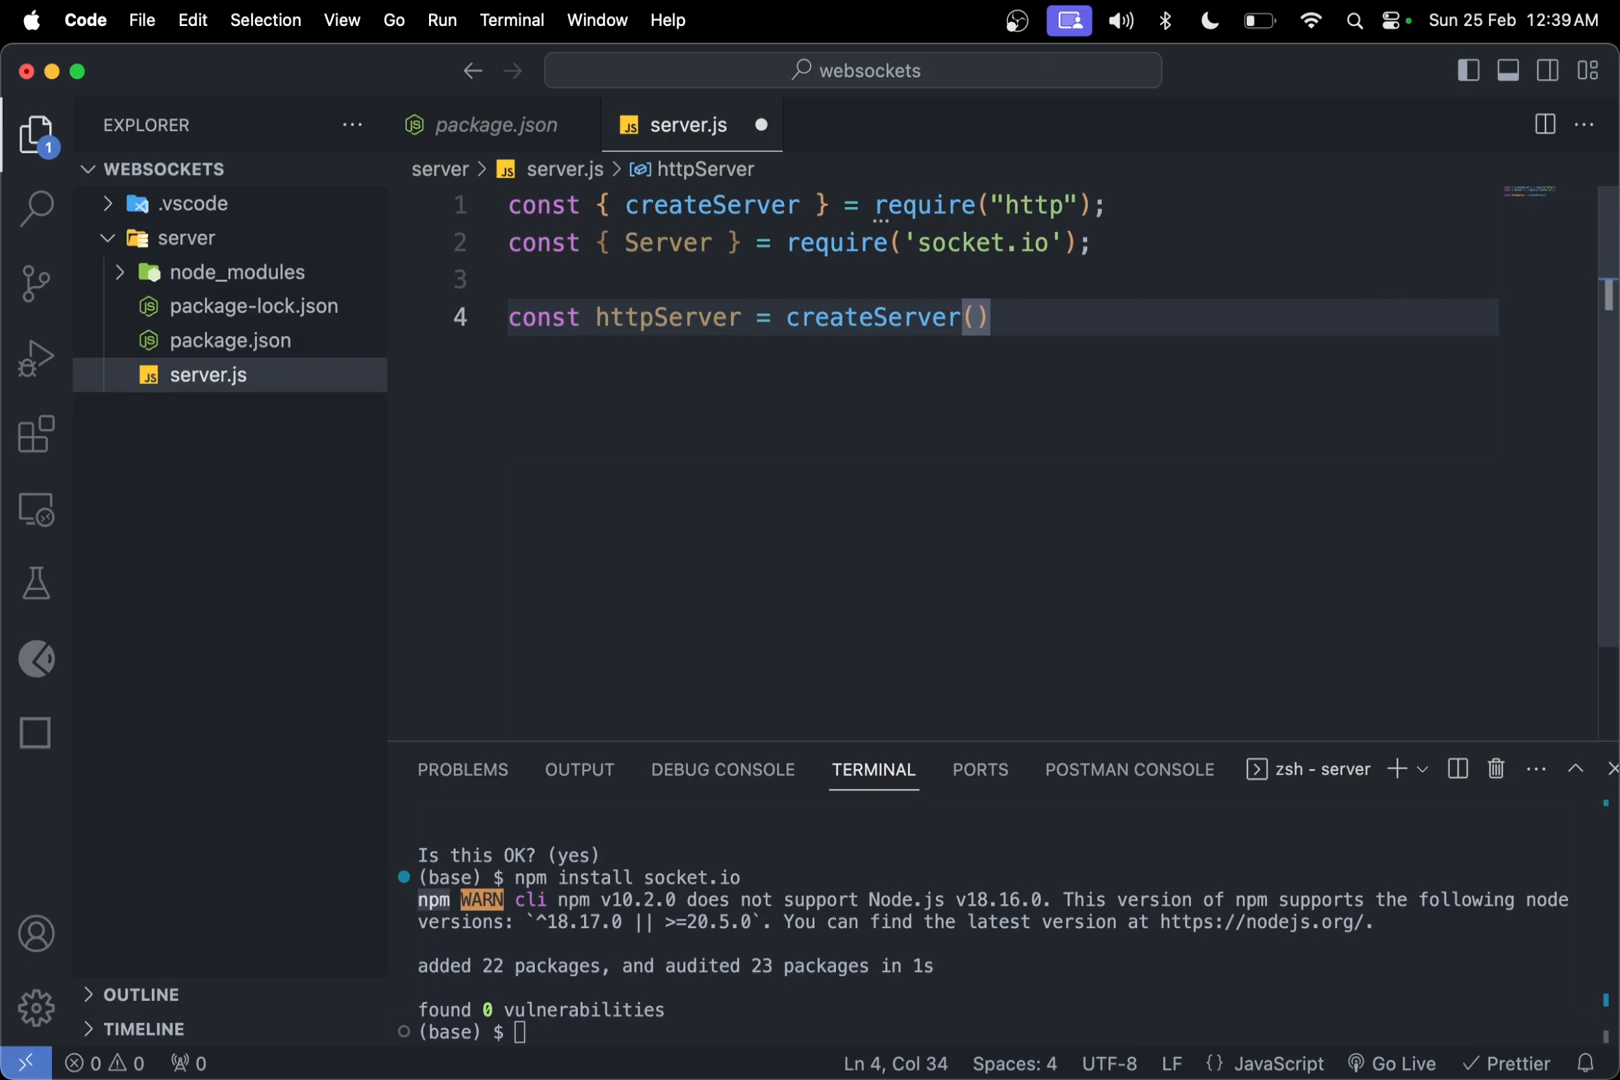 Code File Edit Selection View Go Run Terminal Window Help Sun 25 Feb 12:39 AM
websockets
EXPLORER
1
WEBSOCKETS
.vscode
server
node_modules
package-lock.json
package.json
server.js
OUTLINE
TIMELINE
package.json server.js
server > server.js > httpServer
1 const { createServer } = require("http");
2 const { Server } = require('socket.io');
3
4 const httpServer = createServer()
PROBLEMS OUTPUT DEBUG CONSOLE TERMINAL PORTS POSTMAN CONSOLE zsh - server
Is this OK? (yes)
(base) $ npm install socket.io
npm WARN cli npm v10.2.0 does not support Node.js v18.16.0. This version of npm supports the following node
versions: `^18.17.0 || >=20.5.0`. You can find the latest version at https://nodejs.org/.
added 22 packages, and audited 23 packages in 1s
found 0 vulnerabilities
(base) $
0 0 0 Ln 4, Col 34 Spaces: 4 UTF-8 LF {} JavaScript Go Live Prettier